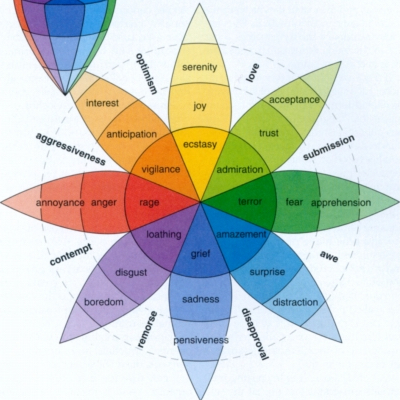 serenity
joy
ecstasy
optimism
love
interest
anticipation
vigilance
acceptance
trust
admiration
aggressiveness
submission
annoyance anger rage
terror fear apprehension
contempt
awe
loathing
disgust
boredom
amazement
surprise
distraction
grief
sadness
pensiveness
remorse
disapproval